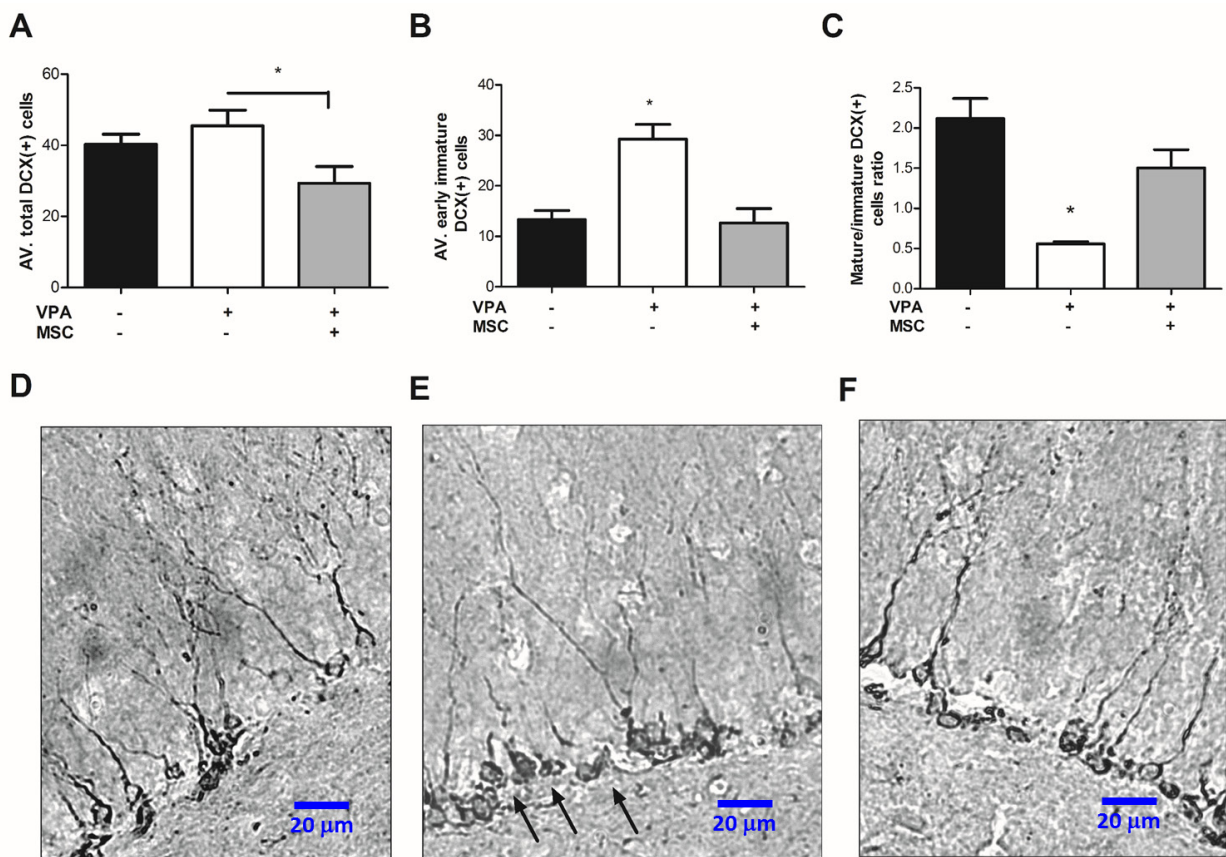 A
B
C
AV. total DCX(+) cells
60
40
20
0
*
VPA - + +
MSC - - +
AV. early immature
DCX(+) cells
40
30
20
10
0
*
VPA - + +
MSC - - +
Mature/immature DCX(+)
cells ratio
2.5
2.0
1.5
1.0
0.5
0.0
*
VPA - + +
MSC - - +
D
E
F
20 µm
20 µm
20 µm